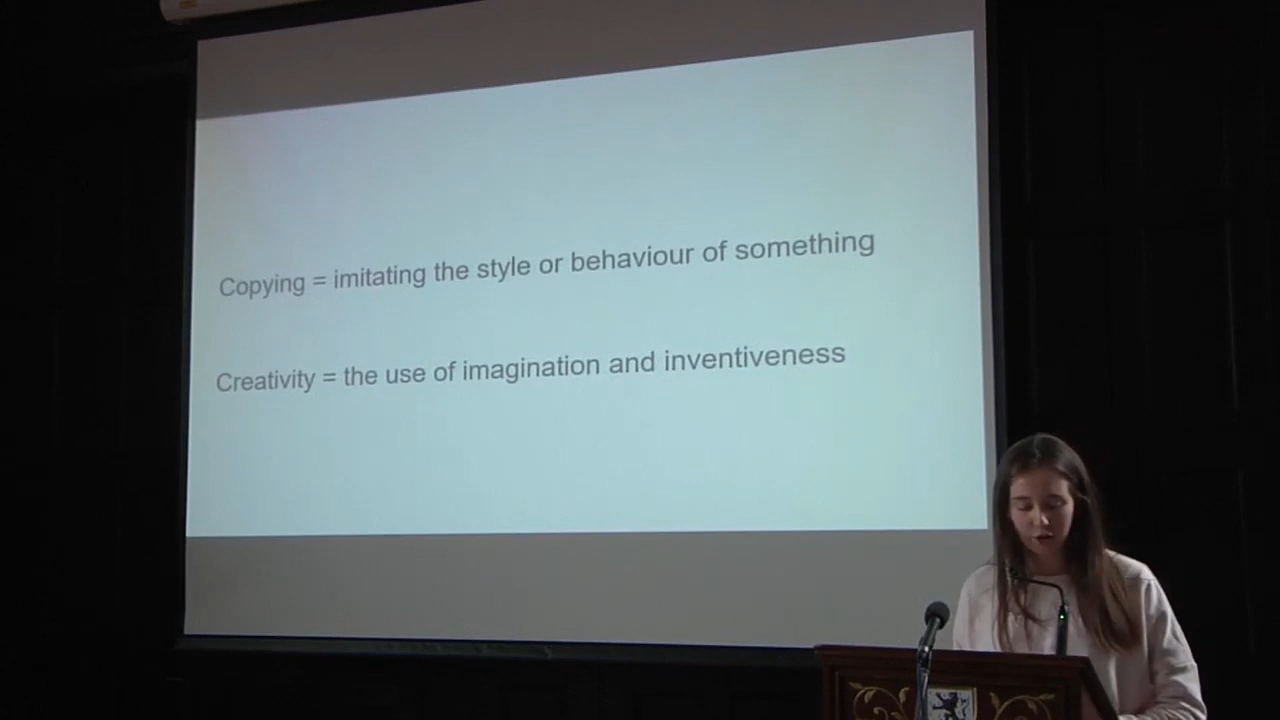 Copying = imitating the style or behaviour of something
Creativity = the use of imagination and inventiveness